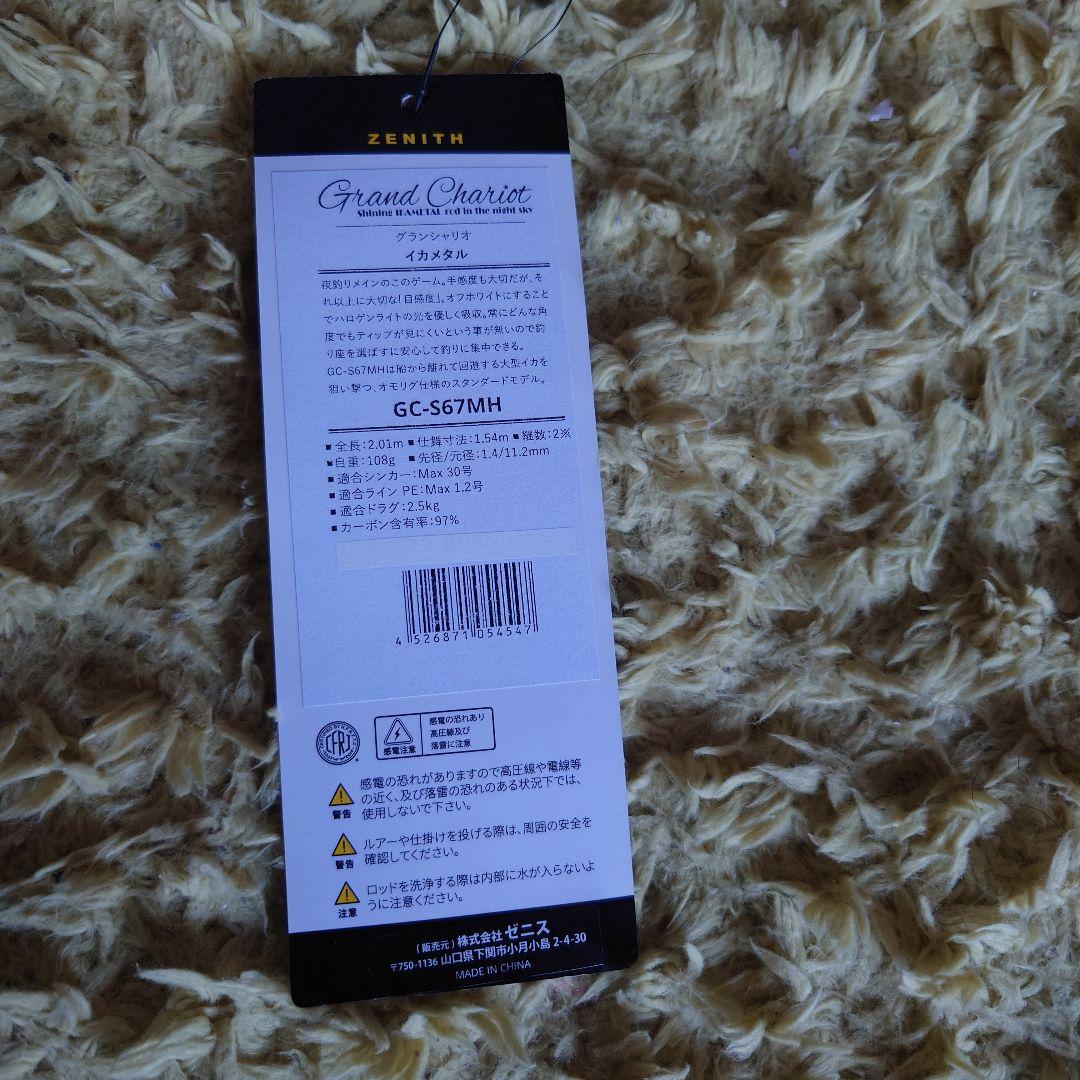 ZENITH
Grand Chariot
Shining IKAMETAL rod in the night sky
グランシャリオ
イカメタル
夜釣りメインのこのゲーム。手感度も大切だが、そ
れ以上に大切な「目感度」。オフホワイトにすること
でハロゲンライトの光を優しく吸収。常にどんな角
度でもティップが見にくいという事が無いので釣
り座を選ばずに安心して釣りに集中できる。
GC-S67MHは船から離れて回遊する大型イカを
狙い撃つ、オモリグ仕様のスタンダードモデル。
GC-S67MH
■全長:2.01m ■仕舞寸法:1.54m ■継数:2※
■自重:108g ■先径/元径:1.4/11.2mm
■適合シンカー:Max 30号
■適合ライン PE:Max 1.2号
■適合ドラグ:2.5kg
■カーボン含有率:97%
4 526871 054547
CFRJ
感電注意
感電の恐れあり
高圧線及び
落雷に注意
警告
感電の恐れがありますので高圧線や電線等
の近く、及び落雷の恐れのある状況下では、
使用しないで下さい。
警告
ルアーや仕掛けを投げる際は、周囲の安全を
確認してください。
注意
ロッドを洗浄する際は内部に水が入らないよ
うに注意ください。
(販売元) 株式会社 ゼニス
〒750-1136 山口県下関市小月小島 2-4-30
MADE IN CHINA